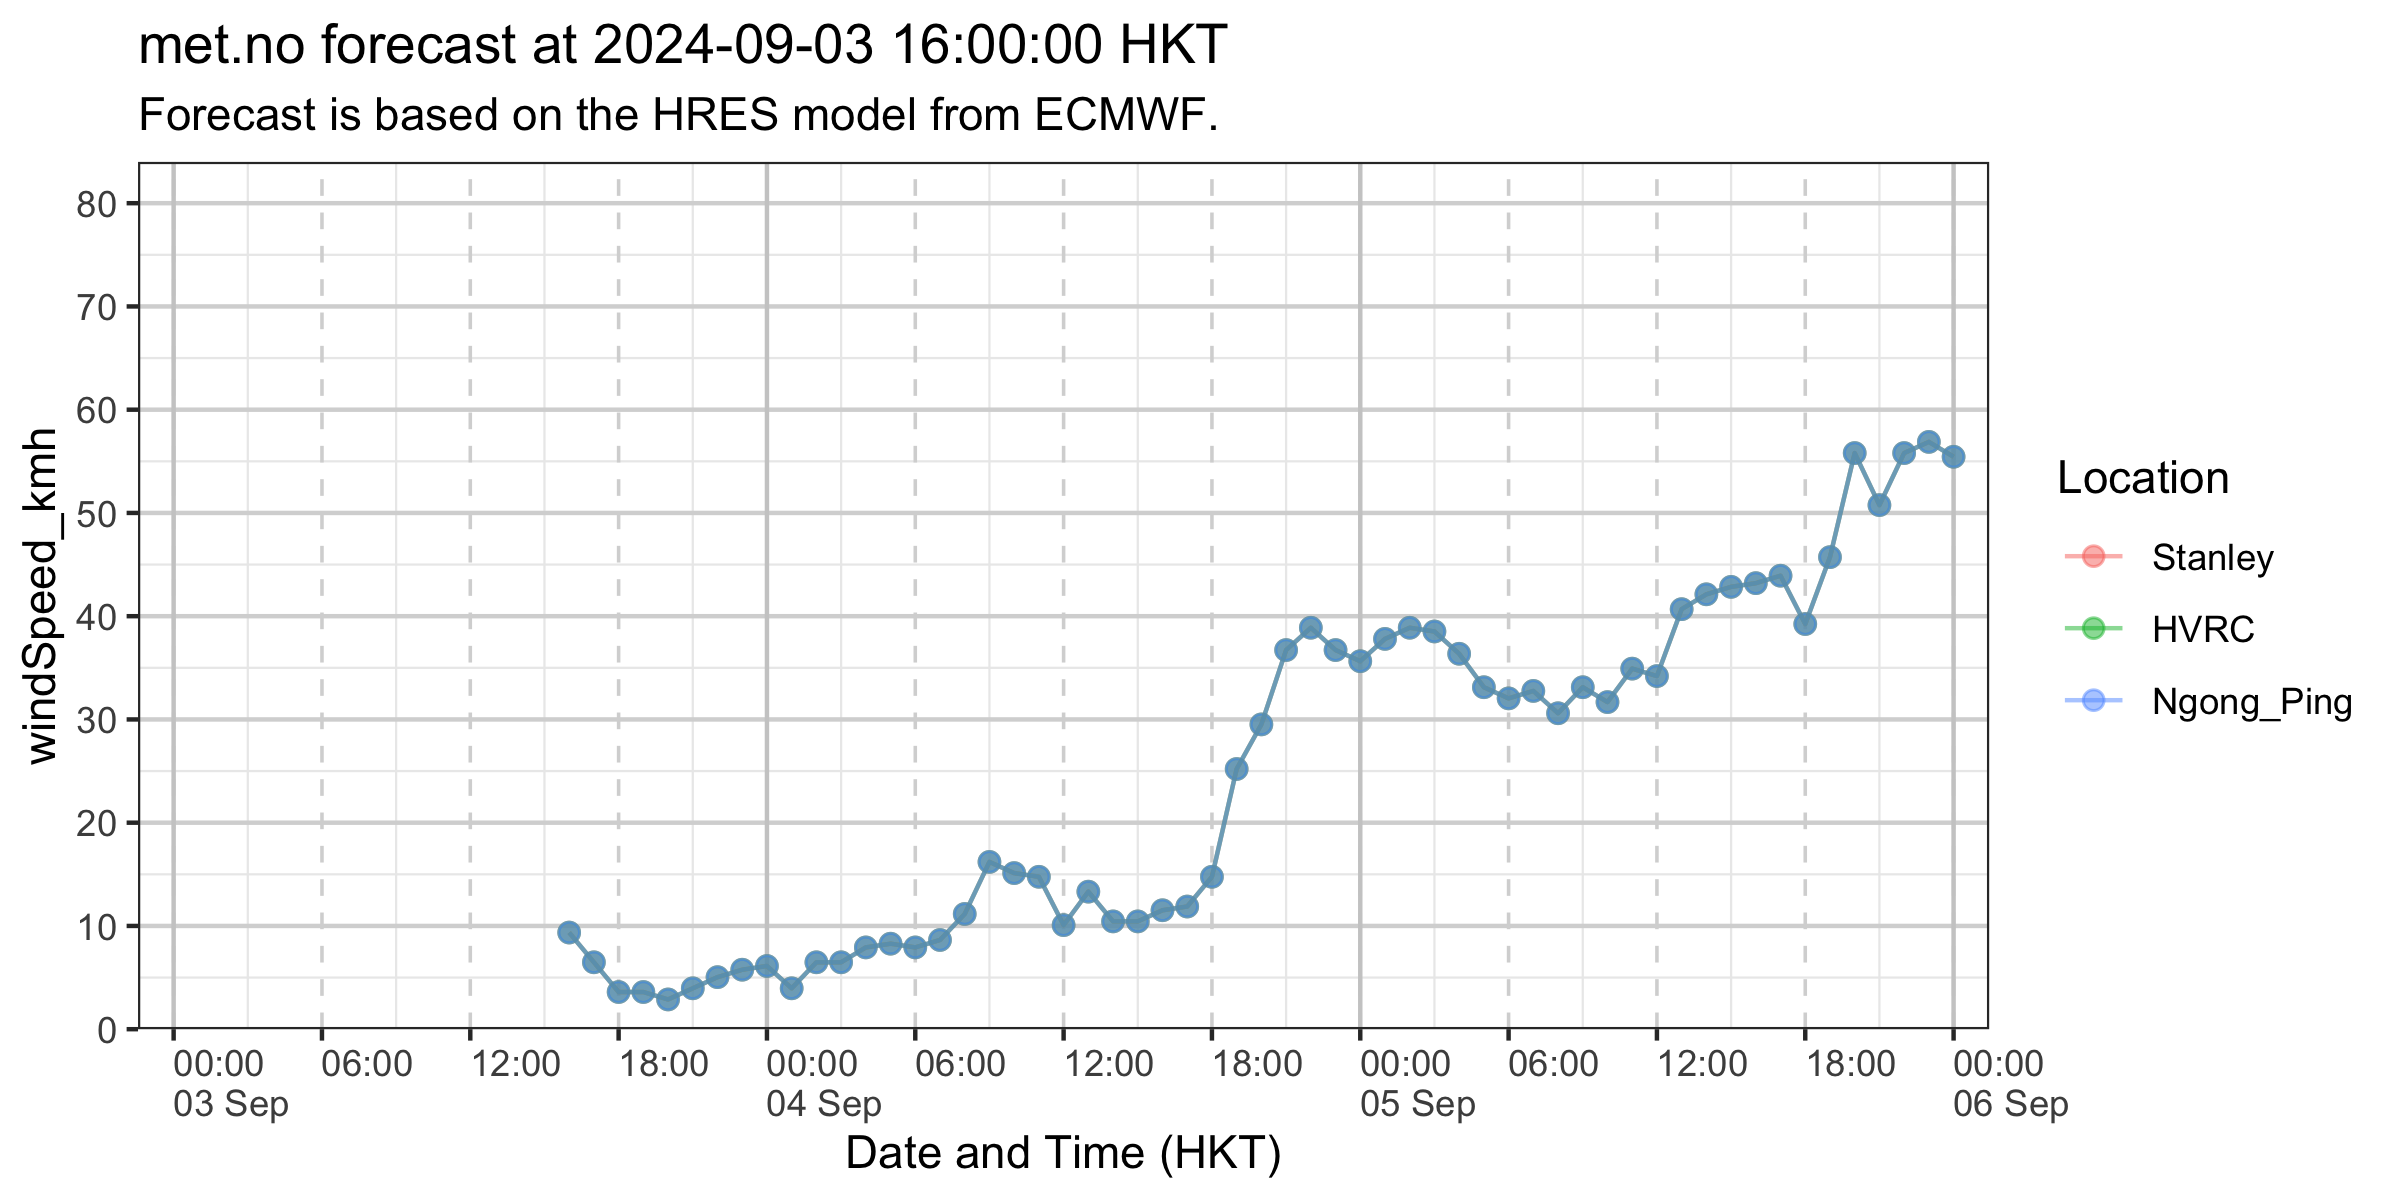 met.no forecast at 2024-09-03 16:00:00 HKT
Forecast is based on the HRES model from ECMWF.
windSpeed_kmh
80
70
60
50
40
30
20
10
0
00:00 06:00 12:00 18:00 00:00 06:00 12:00 18:00 00:00 06:00 12:00 18:00 00:00
03 Sep 04 Sep 05 Sep 06 Sep
Date and Time (HKT)
Location
Stanley
HVRC
Ngong_Ping